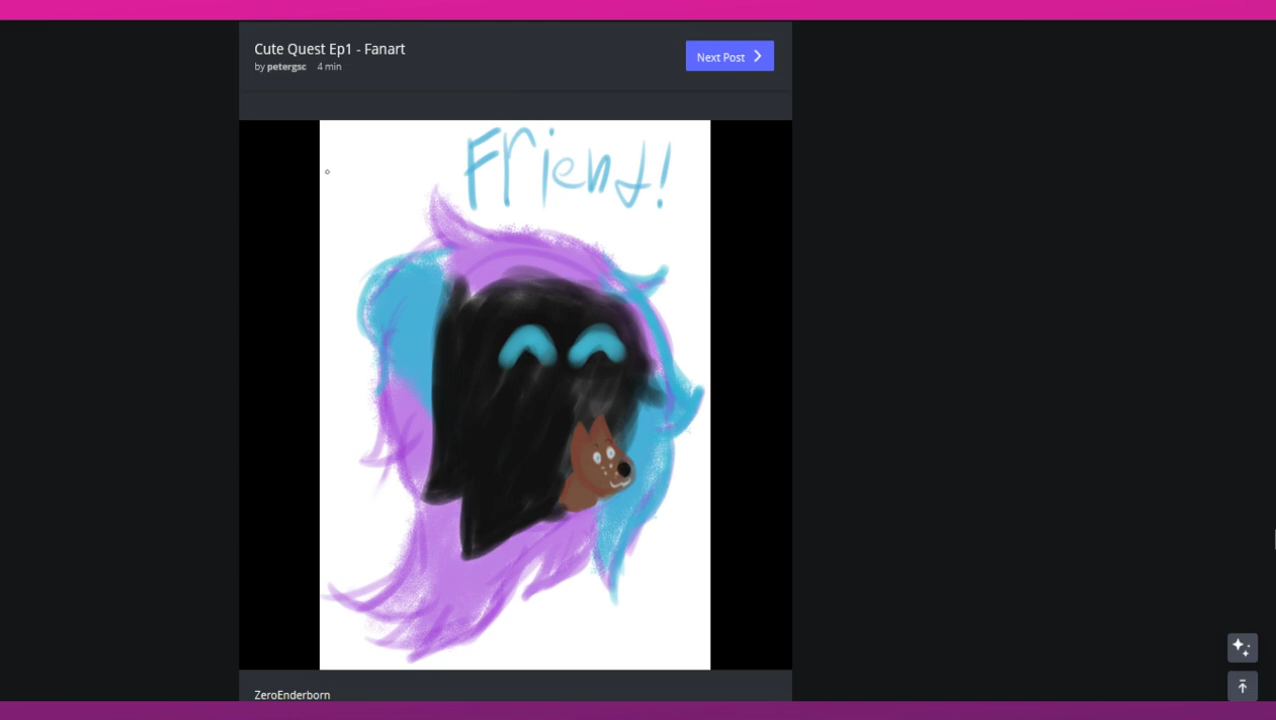 Cute Quest Ep1 - Fanart
by petergsc 4 min
Next Post
Friend!
ZeroEnderborn